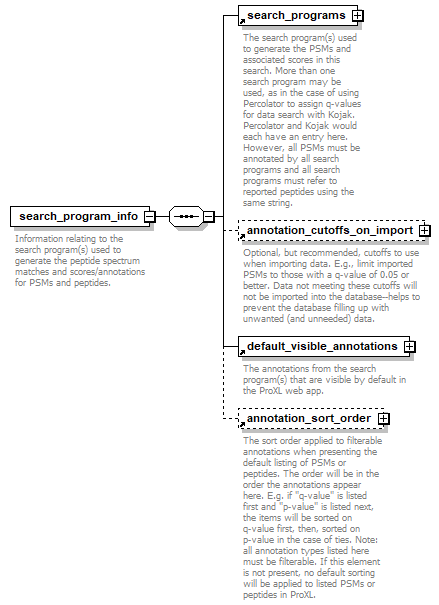 search_programs
The search program(s) used
to generate the PSMs and
associated scores in this
search. More than one
search program may be
used, as in the case of using
Percolator to assign q-values
for data search with Kojak.
Percolator and Kojak would
each have an entry here.
However, all PSMs must be
annotated by all search
programs and all search
programs must refer to
reported peptides using the
same string.
search_program_info
Information relating to the
search program(s) used to
generate the peptide spectrum
matches and scores/annotations
for PSMs and peptides.
annotation_cutoffs_on_import
Optional, but recommended, cutoffs to use
when importing data. E.g., limit imported
PSMs to those with a q-value of 0.05 or
better. Data not meeting these cutoffs will
not be imported into the database--helps to
prevent the database filling up with
unwanted (and unneeded) data.
default_visible_annotations
The annotations from the search
program(s) that are visible by default in
the ProXL web app.
annotation_sort_order
The sort order applied to filterable
annotations when presenting the
default listing of PSMs or
peptides. The order will be in the
order the annotations appear
here. E.g. if "q-value" is listed
first and "p-value" is listed next,
the items will be sorted on
q-value first, then, sorted on
p-value in the case of ties. Note:
all annotation types listed here
must be filterable. If this element
is not present, no default sorting
will be applied to listed PSMs or
peptides in ProXL.